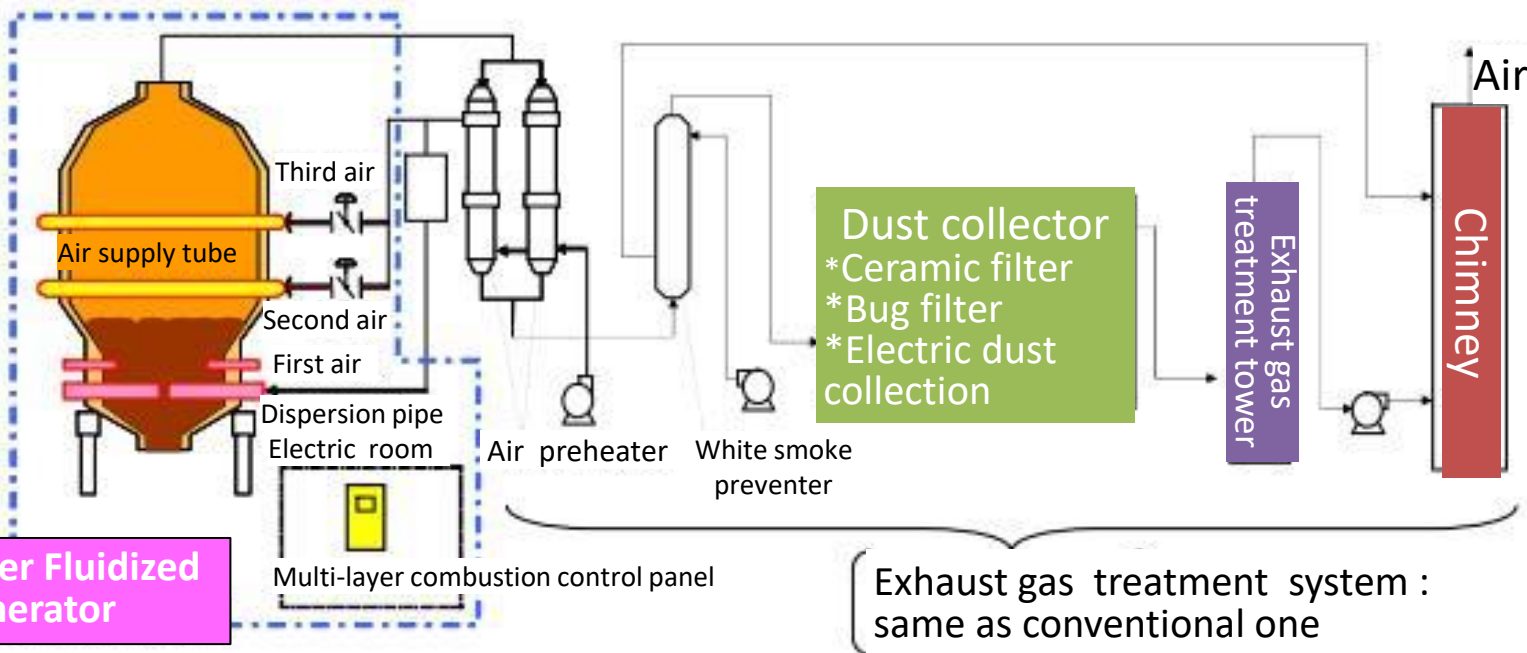 Air
Third air
Air supply tube
Second air
First air
Dispersion pipe
Electric room
Air preheater
White smoke
preventer
Dust collector
*Ceramic filter
*Bug filter
*Electric dust
collection
Exhaust gas
treatment tower
Chimney
Multi-layer combustion control panel
er Fluidized
nerator
Exhaust gas treatment system :
same as conventional one